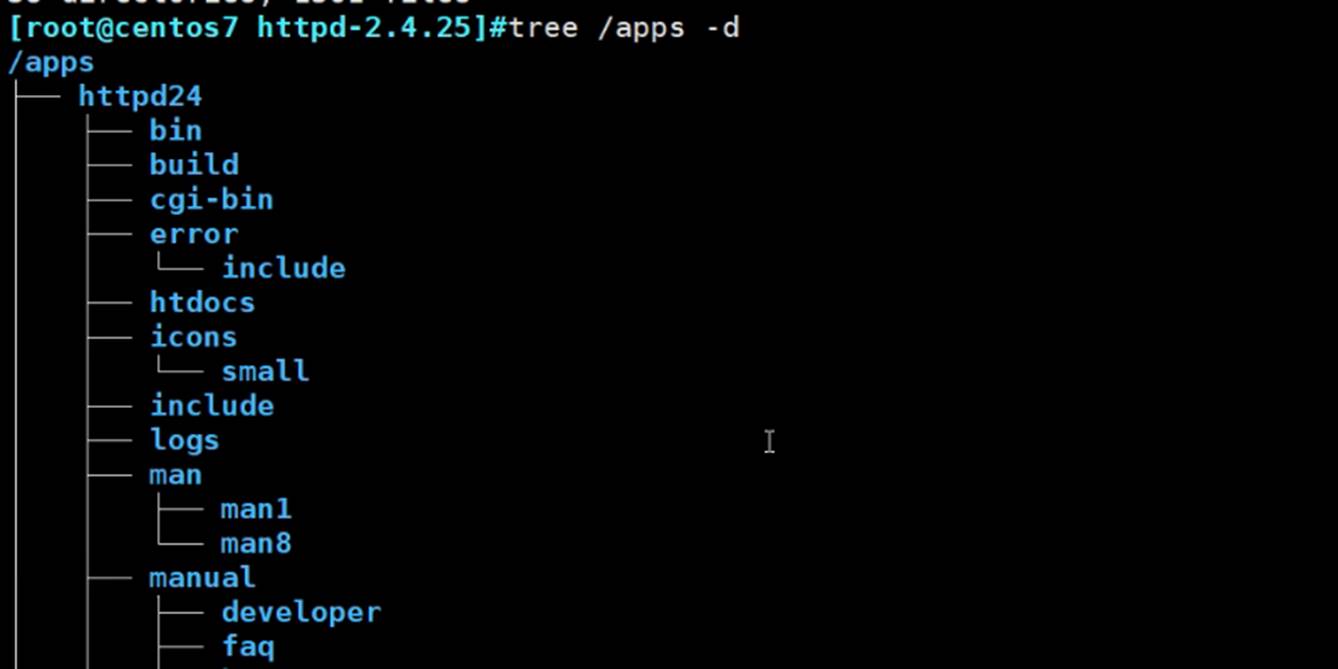 [root@centos7 httpd-2.4.25]#tree /apps -d
/apps
├── httpd24
│   ├── bin
│   ├── build
│   ├── cgi-bin
│   ├── error
│   │   └── include
│   ├── htdocs
│   ├── icons
│   │   └── small
│   ├── include
│   ├── logs
│   ├── man
│   │   ├── man1
│   │   └── man8
│   ├── manual
│   │   ├── developer
│   │   ├── faq